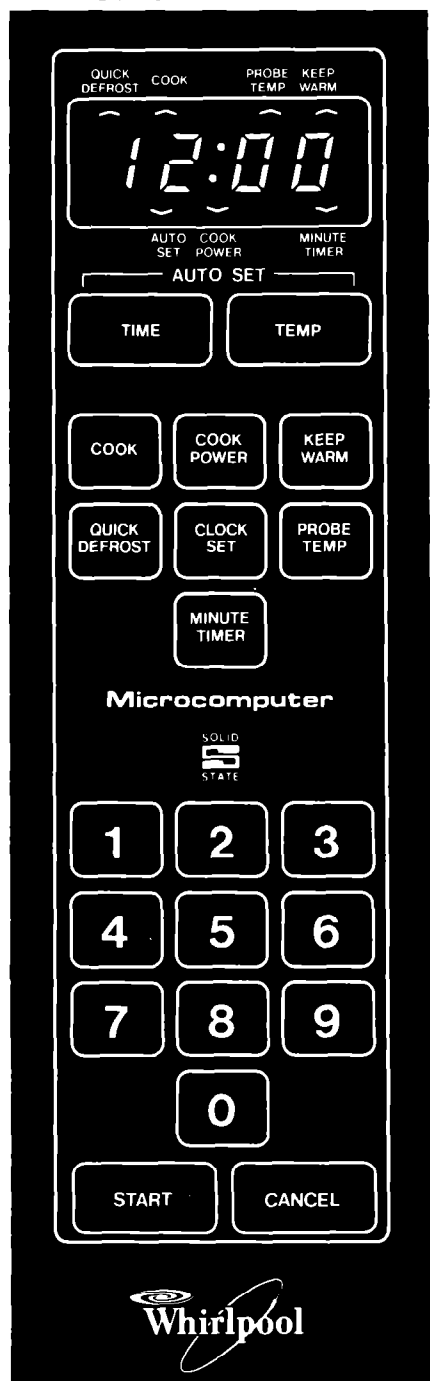 QUICK COOK PROBE KEEP
DEFROST TEMP WARM
12:00
AUTO COOK MINUTE
SET POWER TIMER
AUTO SET
TIME TEMP
COOK COOK POWER KEEP WARM
QUICK DEFROST CLOCK SET PROBE TEMP
MINUTE
TIMER
Microcomputer
SOLID
STATE
1 2 3
4 5 6
7 8 9
0
START CANCEL
Whirlpool